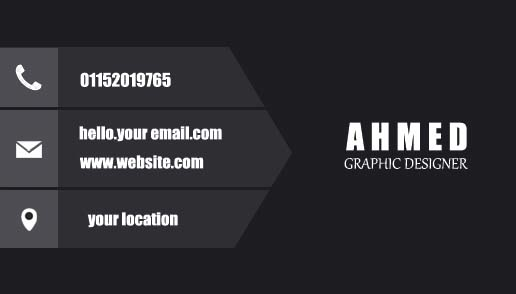 01152019765
hello.your email.com
www.website.com
your location
AHMED
GRAPHIC DESIGNER